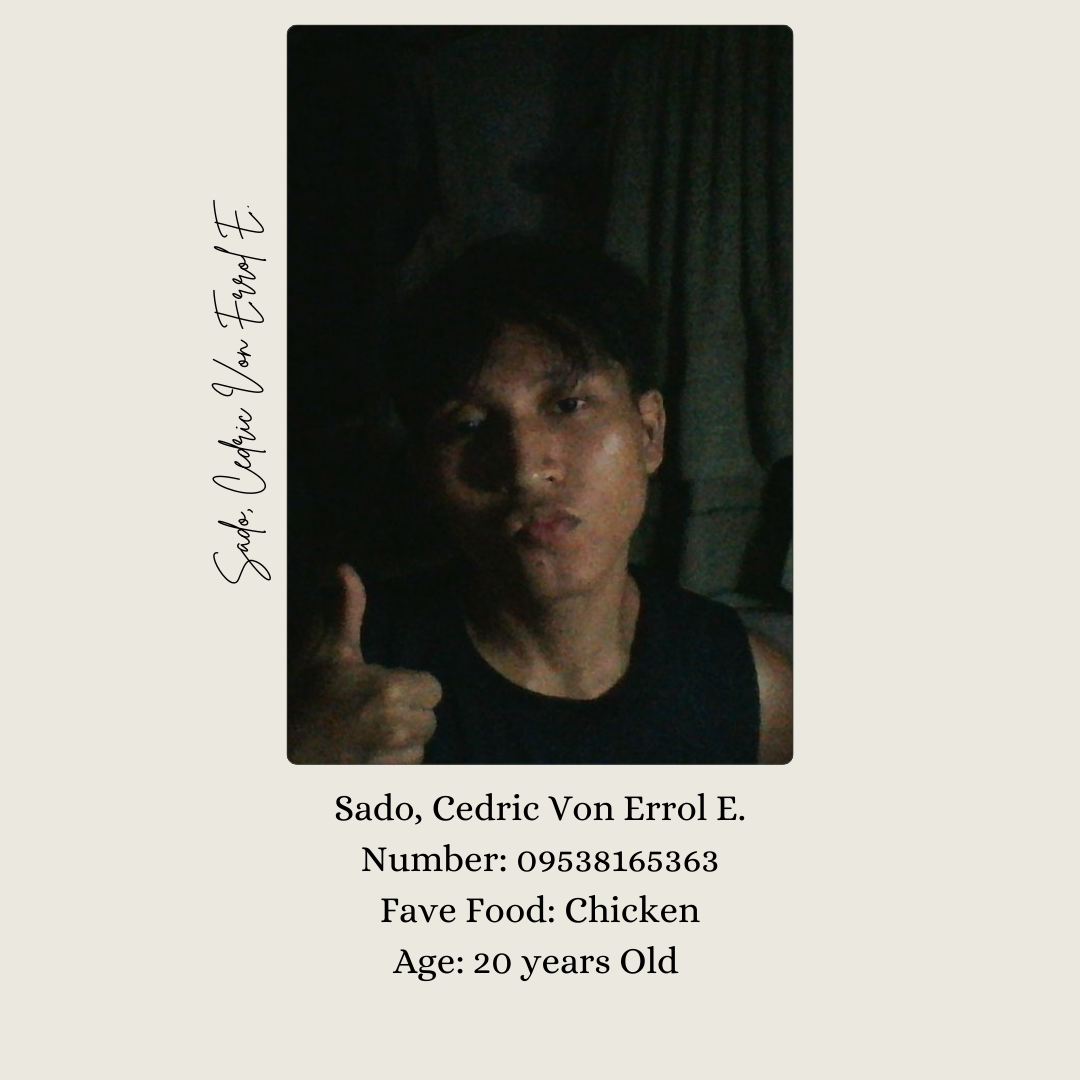 Sado, Cedric Von Errol E.
Sado, Cedric Von Errol E.
Number: 09538165363
Fave Food: Chicken
Age: 20 years Old